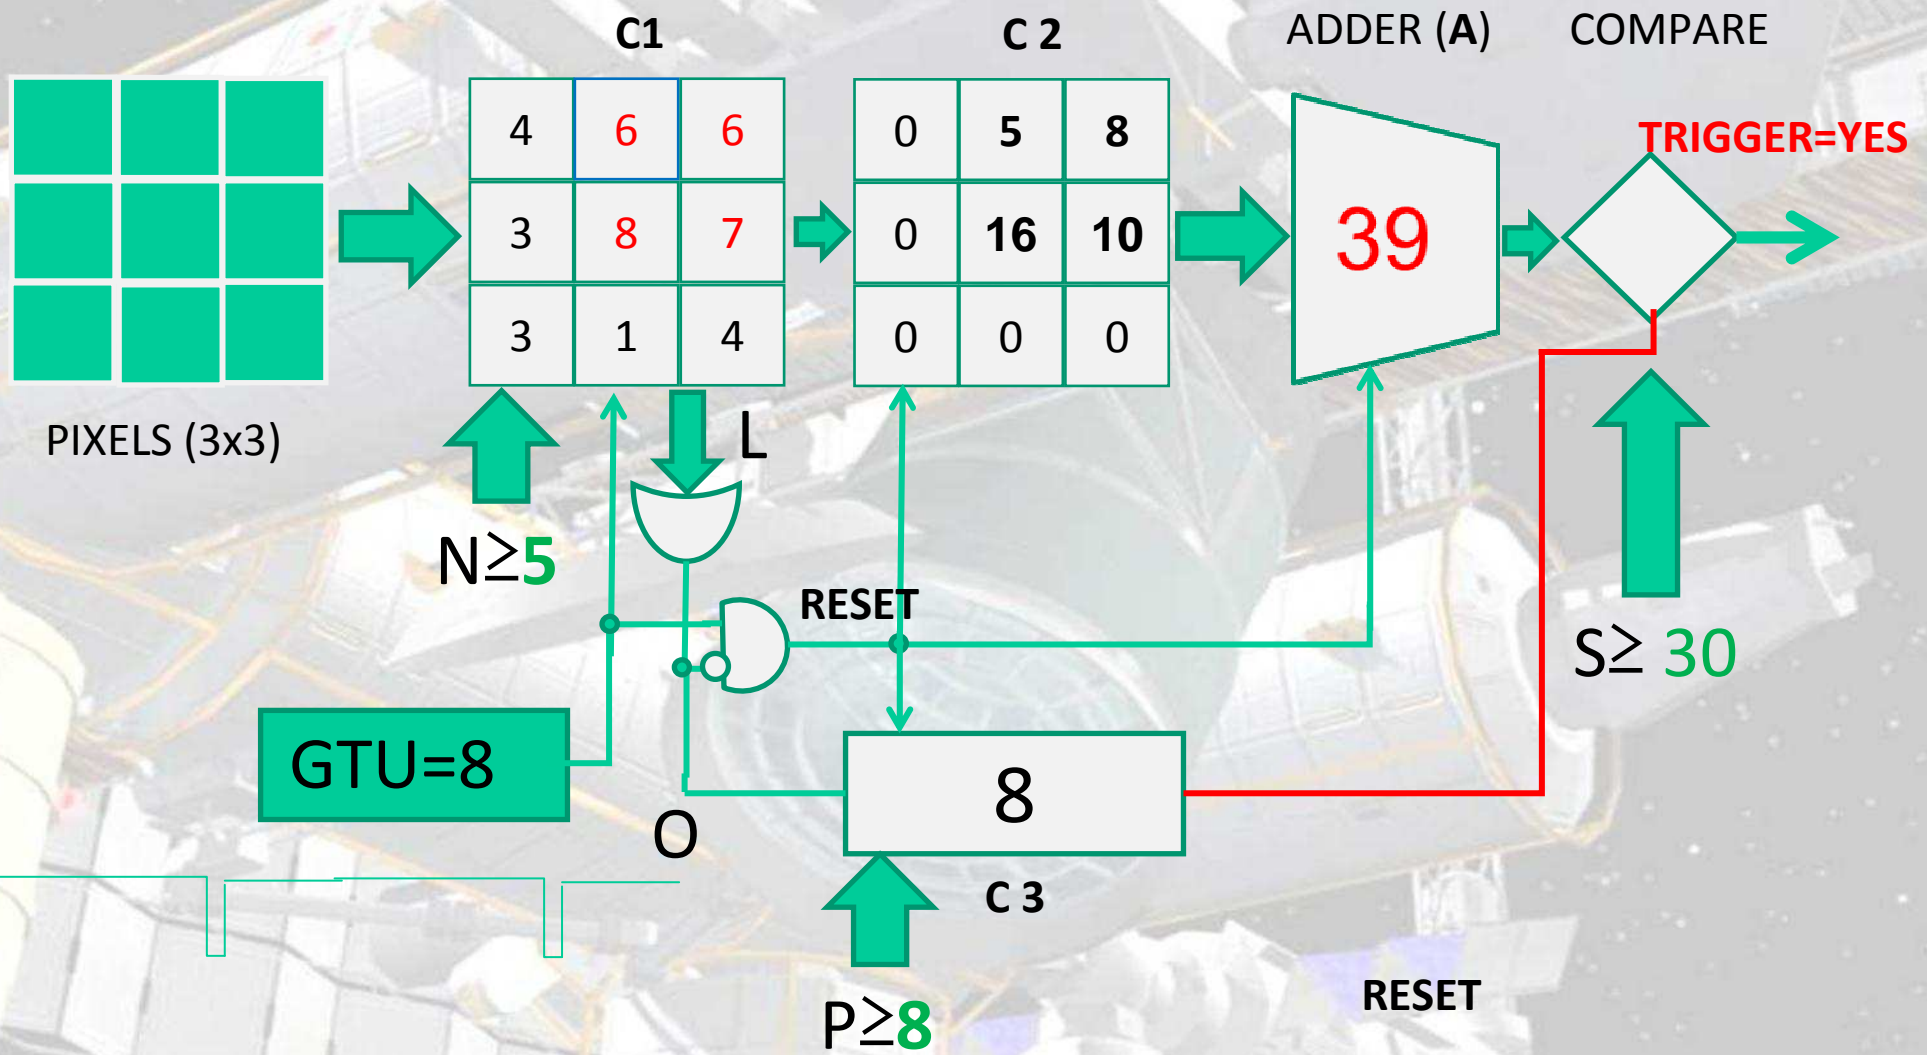 C1
C 2
ADDER (A)
COMPARE
TRIGGER=YES
4 6 6
3 8 7
3 1 4
0 5 8
0 16 10
0 0 0
39
PIXELS (3x3)
L
N≥5
RESET
S≥ 30
GTU=8
8
O
C 3
P≥8
RESET